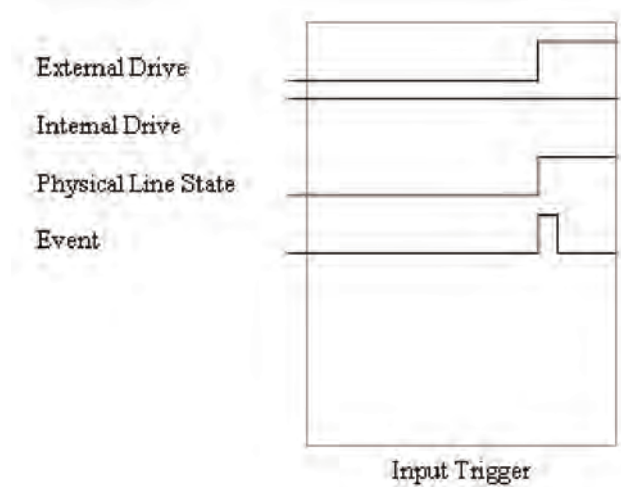 External Drive
Internal Drive
Physical Line State
Event
Input Trigger